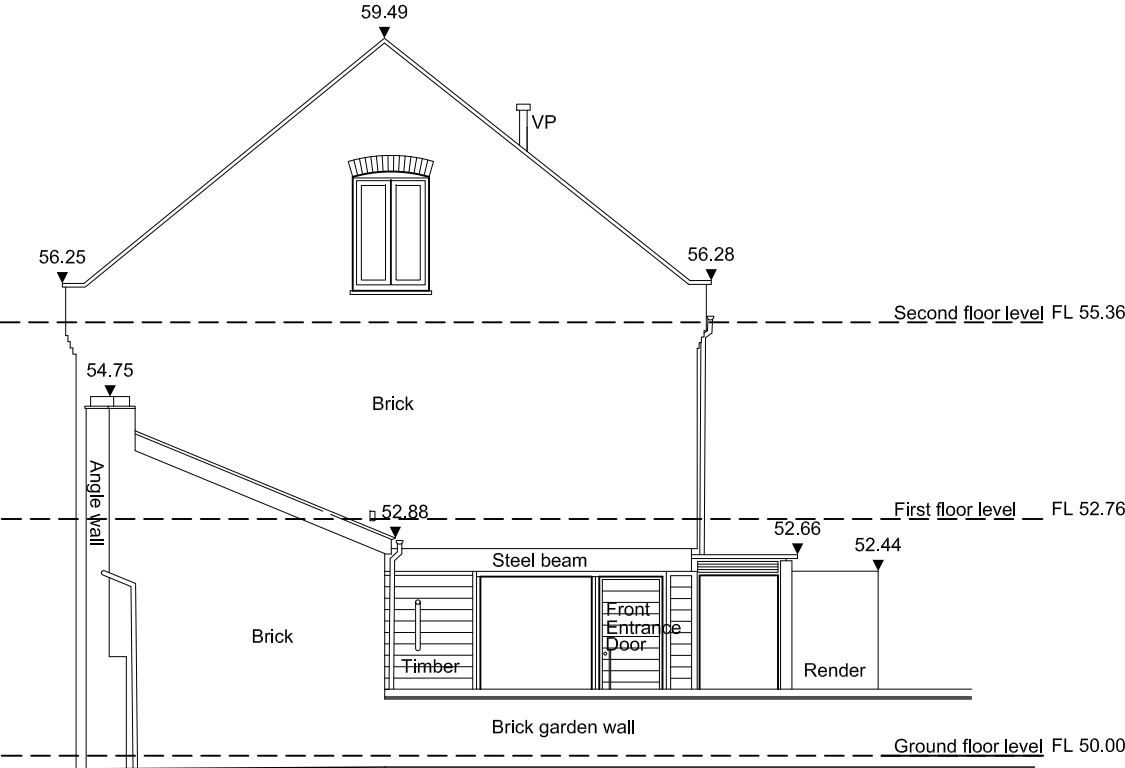 59.49
VP
56.25
56.28
Second floor level FL 55.36
54.75
Brick
Angle wall
First floor level FL 52.76
52.88
52.66
52.44
Steel beam
Front
Entrance
Door
Brick
Timber
Render
Brick garden wall
Ground floor level FL 50.00